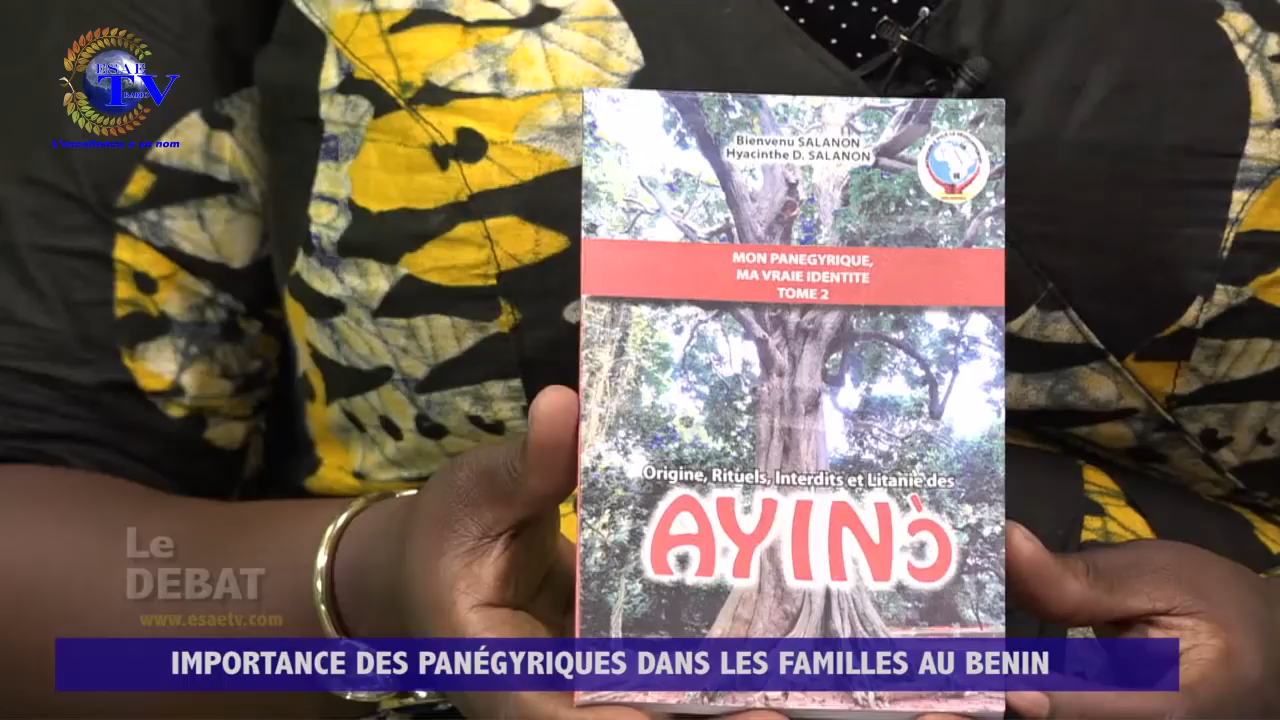 ESAE
TV
RADIO
L'excellence a un nom
Bienvenu SALANON
Hyacinthe D. SALANON
MON PANEGYRIQUE,
MA VRAIE IDENTITE
TOME 2
Origine, Rituels, Interdits et Litanie des
AYINɔ̀
Le
DEBAT
www.esaetv.com
IMPORTANCE DES PANÉGYRIQUES DANS LES FAMILLES AU BENIN